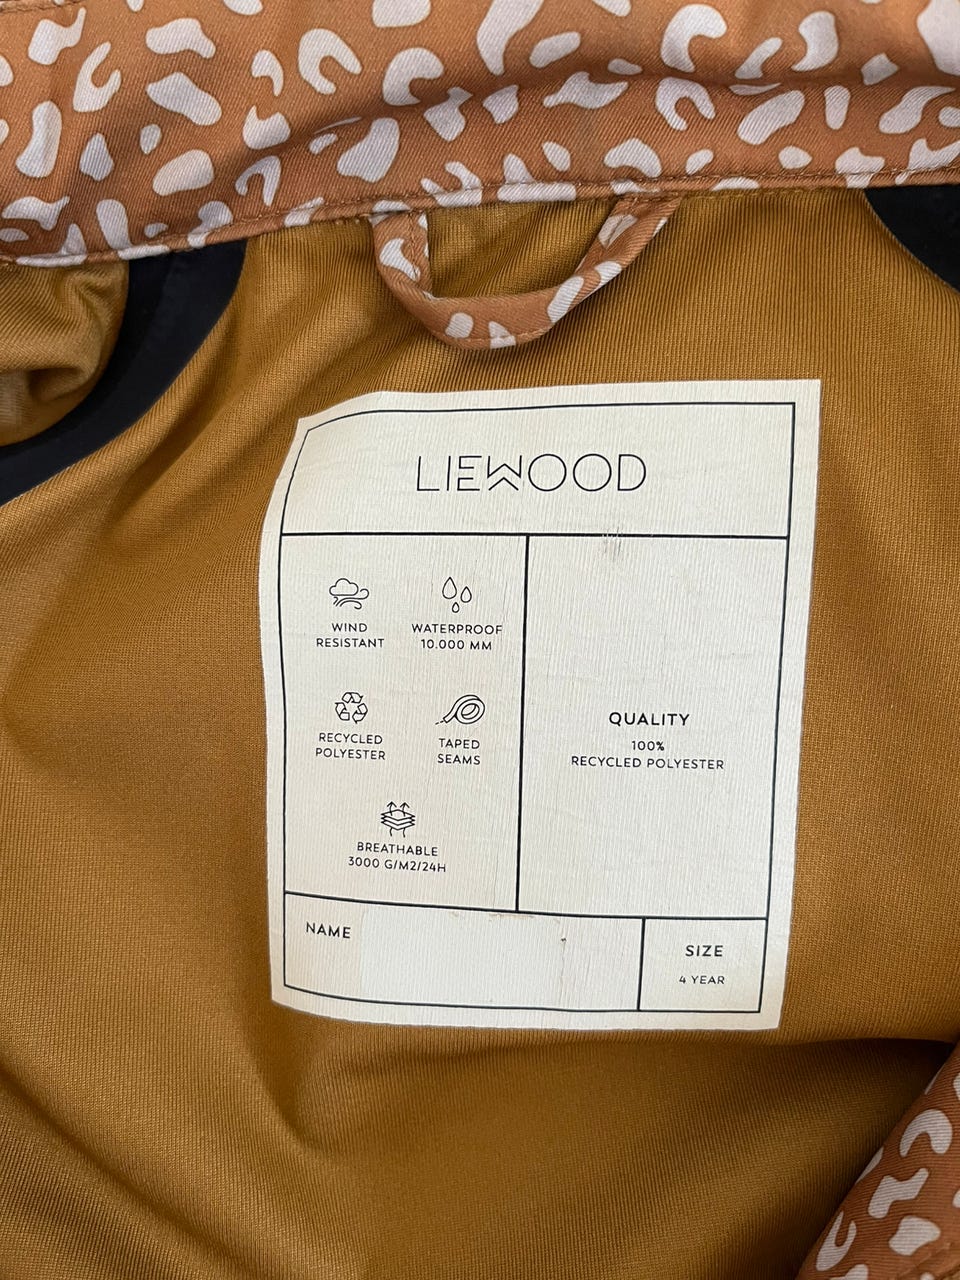 LIEWOOD
WIND
RESISTANT
WATERPROOF
10.000 MM
RECYCLED
POLYESTER
TAPED
SEAMS
BREATHABLE
3000 G/M2/24H
QUALITY
100%
RECYCLED POLYESTER
NAME
SIZE
4 YEAR